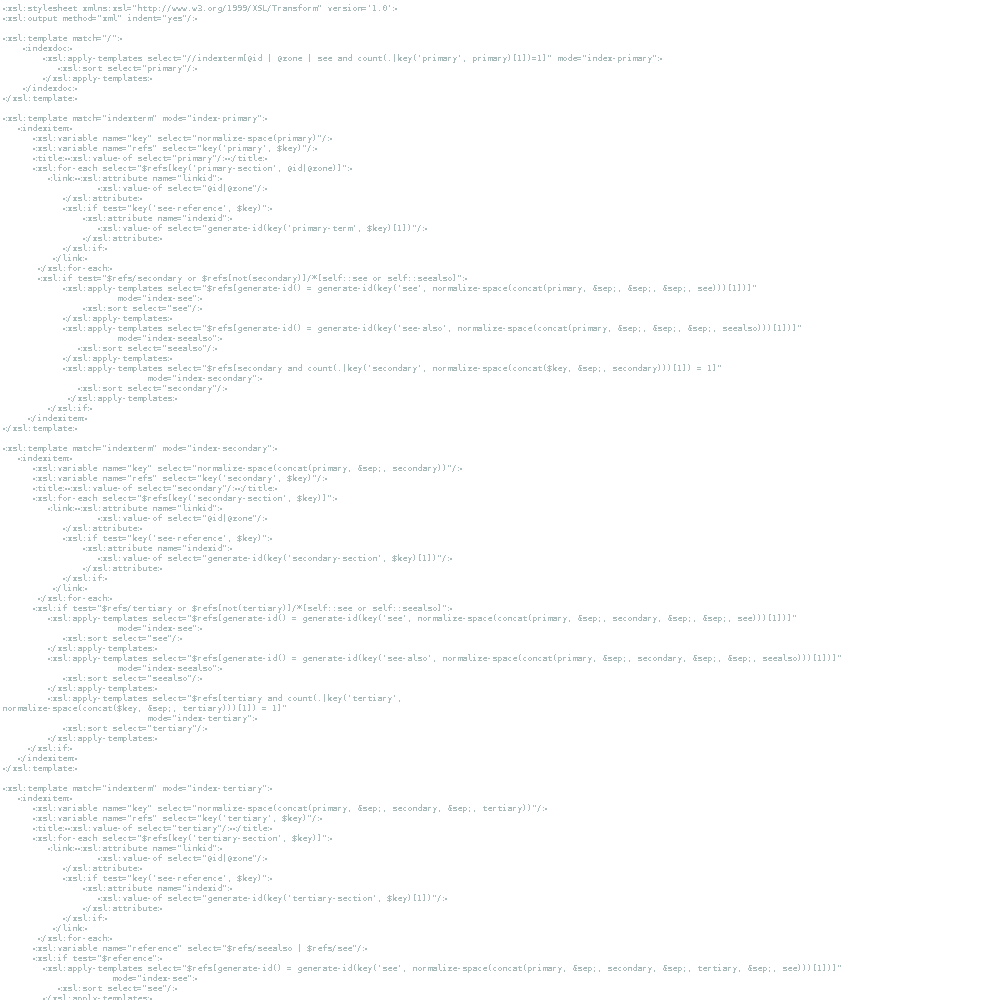 <xsl:stylesheet xmlns:xsl="http://www.w3.org/1999/XSL/Transform" version='1.0'>
<xsl:output method="xml" indent="yes"/>
<xsl:template match="/">
<indexdoc>
<xsl:apply-templates select="//indexterm[@id | @zone | see and count(.|key('primary', primary)[1])=1]" mode="index-primary">
<xsl:sort select="primary"/>
</xsl:apply-templates>
</indexdoc>
</xsl:template>
<xsl:template match="indexterm" mode="index-primary">
<indexitem>
<xsl:variable name="key" select="normalize-space(primary)"/>
<xsl:variable name="refs" select="key('primary', $key)"/>
<title><xsl:value-of select="primary"/></title>
<xsl:for-each select="$refs[key('primary-section', @id|@zone)]">
<link><xsl:attribute name="linkid">
<xsl:value-of select="@id|@zone"/>
</xsl:attribute>
<xsl:if test="key('see-reference', $key)">
<xsl:attribute name="indexid">
<xsl:value-of select="generate-id(key('primary-term', $key)[1])"/>
</xsl:attribute>
</xsl:if>
</link>
</xsl:for-each>
<xsl:if test="$refs/secondary or $refs[not(secondary)]/*[self::see or self::seealso]">
<xsl:apply-templates select="$refs[generate-id() = generate-id(key('see', normalize-space(concat(primary, &sep;, &sep;, &sep;, see)))[1])]"
mode="index-see">
<xsl:sort select="see"/>
</xsl:apply-templates>
<xsl:apply-templates select="$refs[generate-id() = generate-id(key('see-also', normalize-space(concat(primary, &sep;, &sep;, &sep;, seealso)))[1])]"
mode="index-seealso">
<xsl:sort select="seealso"/>
</xsl:apply-templates>
<xsl:apply-templates select="$refs[secondary and count(.|key('secondary', normalize-space(concat($key, &sep;, secondary)))[1]) = 1]"
mode="index-secondary">
<xsl:sort select="secondary"/>
</xsl:apply-templates>
</xsl:if>
</indexitem>
</xsl:template>
<xsl:template match="indexterm" mode="index-secondary">
<indexitem>
<xsl:variable name="key" select="normalize-space(concat(primary, &sep;, secondary))"/>
<xsl:variable name="refs" select="key('secondary', $key)"/>
<title><xsl:value-of select="secondary"/></title>
<xsl:for-each select="$refs[key('secondary-section', $key)]">
<link><xsl:attribute name="linkid">
<xsl:value-of select="@id|@zone"/>
</xsl:attribute>
<xsl:if test="key('see-reference', $key)">
<xsl:attribute name="indexid">
<xsl:value-of select="generate-id(key('secondary-section', $key)[1])"/>
</xsl:attribute>
</xsl:if>
</link>
</xsl:for-each>
<xsl:if test="$refs/tertiary or $refs[not(tertiary)]/*[self::see or self::seealso]">
<xsl:apply-templates select="$refs[generate-id() = generate-id(key('see', normalize-space(concat(primary, &sep;, secondary, &sep;, &sep;, see)))[1])]"
mode="index-see">
<xsl:sort select="see"/>
</xsl:apply-templates>
<xsl:apply-templates select="$refs[generate-id() = generate-id(key('see-also', normalize-space(concat(primary, &sep;, secondary, &sep;, &sep;, seealso)))[1])]"
mode="index-seealso">
<xsl:sort select="seealso"/>
</xsl:apply-templates>
<xsl:apply-templates select="$refs[tertiary and count(.|key('tertiary',
normalize-space(concat($key, &sep;, tertiary)))[1]) = 1]"
mode="index-tertiary">
<xsl:sort select="tertiary"/>
</xsl:apply-templates>
</xsl:if>
</indexitem>
</xsl:template>
<xsl:template match="indexterm" mode="index-tertiary">
<indexitem>
<xsl:variable name="key" select="normalize-space(concat(primary, &sep;, secondary, &sep;, tertiary))"/>
<xsl:variable name="refs" select="key('tertiary', $key)"/>
<title><xsl:value-of select="tertiary"/></title>
<xsl:for-each select="$refs[key('tertiary-section', $key)]">
<link><xsl:attribute name="linkid">
<xsl:value-of select="@id|@zone"/>
</xsl:attribute>
<xsl:if test="key('see-reference', $key)">
<xsl:attribute name="indexid">
<xsl:value-of select="generate-id(key('tertiary-section', $key)[1])"/>
</xsl:attribute>
</xsl:if>
</link>
</xsl:for-each>
<xsl:variable name="reference" select="$refs/seealso | $refs/see"/>
<xsl:if test="$reference">
<xsl:apply-templates select="$refs[generate-id() = generate-id(key('see', normalize-space(concat(primary, &sep;, secondary, &sep;, tertiary, &sep;, see)))[1])]"
mode="index-see">
<xsl:sort select="see"/>
</xsl:apply-templates>